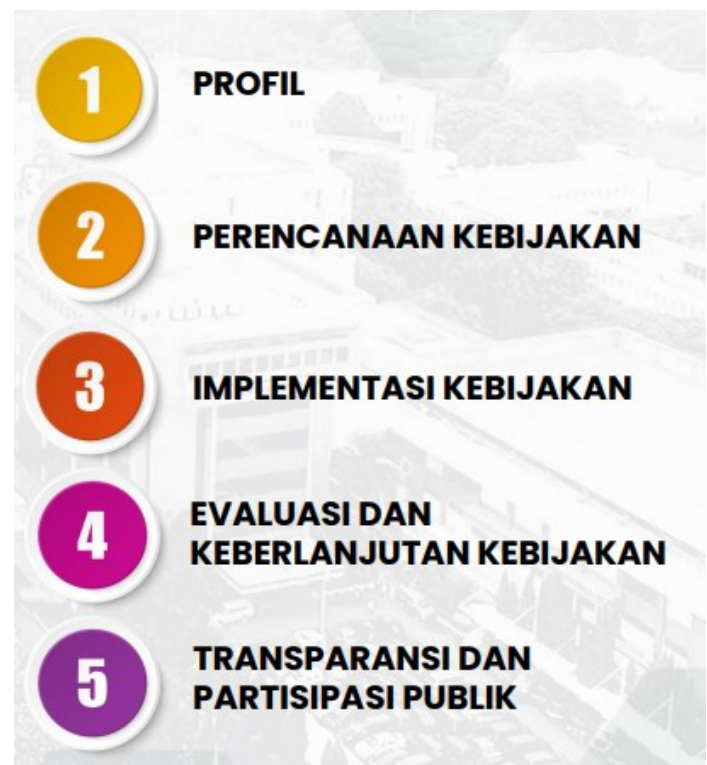 1
PROFIL
2
PERENCANAAN KEBIJAKAN
3
IMPLEMENTASI KEBIJAKAN
4
EVALUASI DAN
KEBERLANJUTAN KEBIJAKAN
5
TRANSPARANSI DAN
PARTISIPASI PUBLIK